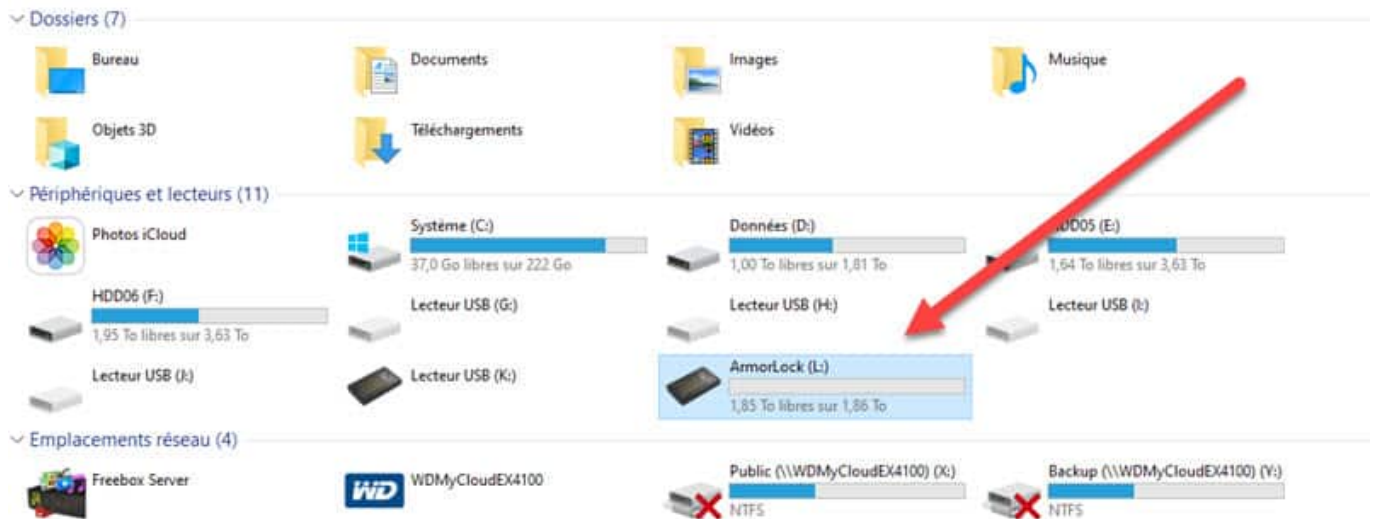 Dossiers (7)
Bureau
Documents
Images
Musique
Objets 3D
Téléchargements
Vidéos
Périphériques et lecteurs (11)
Photos iCloud
Système (C:)
37,0 Go libres sur 222 Go
Données (D:)
1,00 To libres sur 1,81 To
DD05 (E:)
1,64 To libres sur 3,63 To
HDD06 (F:)
1,95 To libres sur 3,63 To
Lecteur USB (G:)
Lecteur USB (H:)
Lecteur USB (I:)
Lecteur USB (J:)
Lecteur USB (K:)
ArmorLock (L:)
1,85 To libres sur 1,86 To
Emplacements réseau (4)
Freebox Server
WD
WDMyCloudEX4100
Public (\\WDMyCloudEX4100) (X:)
NTFS
Backup (\\WDMyCloudEX4100) (Y:)
NTFS